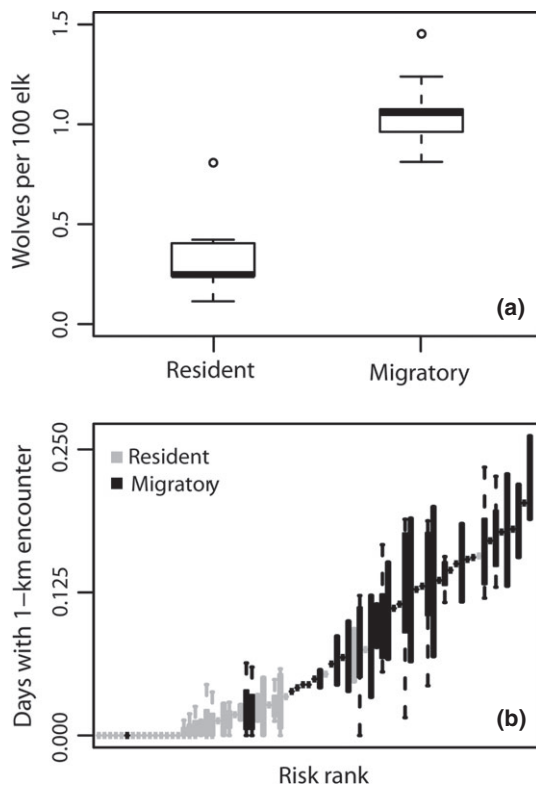 Wolves per 100 elk
1.5
1.0
0.5
0.0
(a)
Resident
Migratory
Days with 1–km encounter
0.250
0.125
0.000
Resident
Migratory
(b)
Risk rank